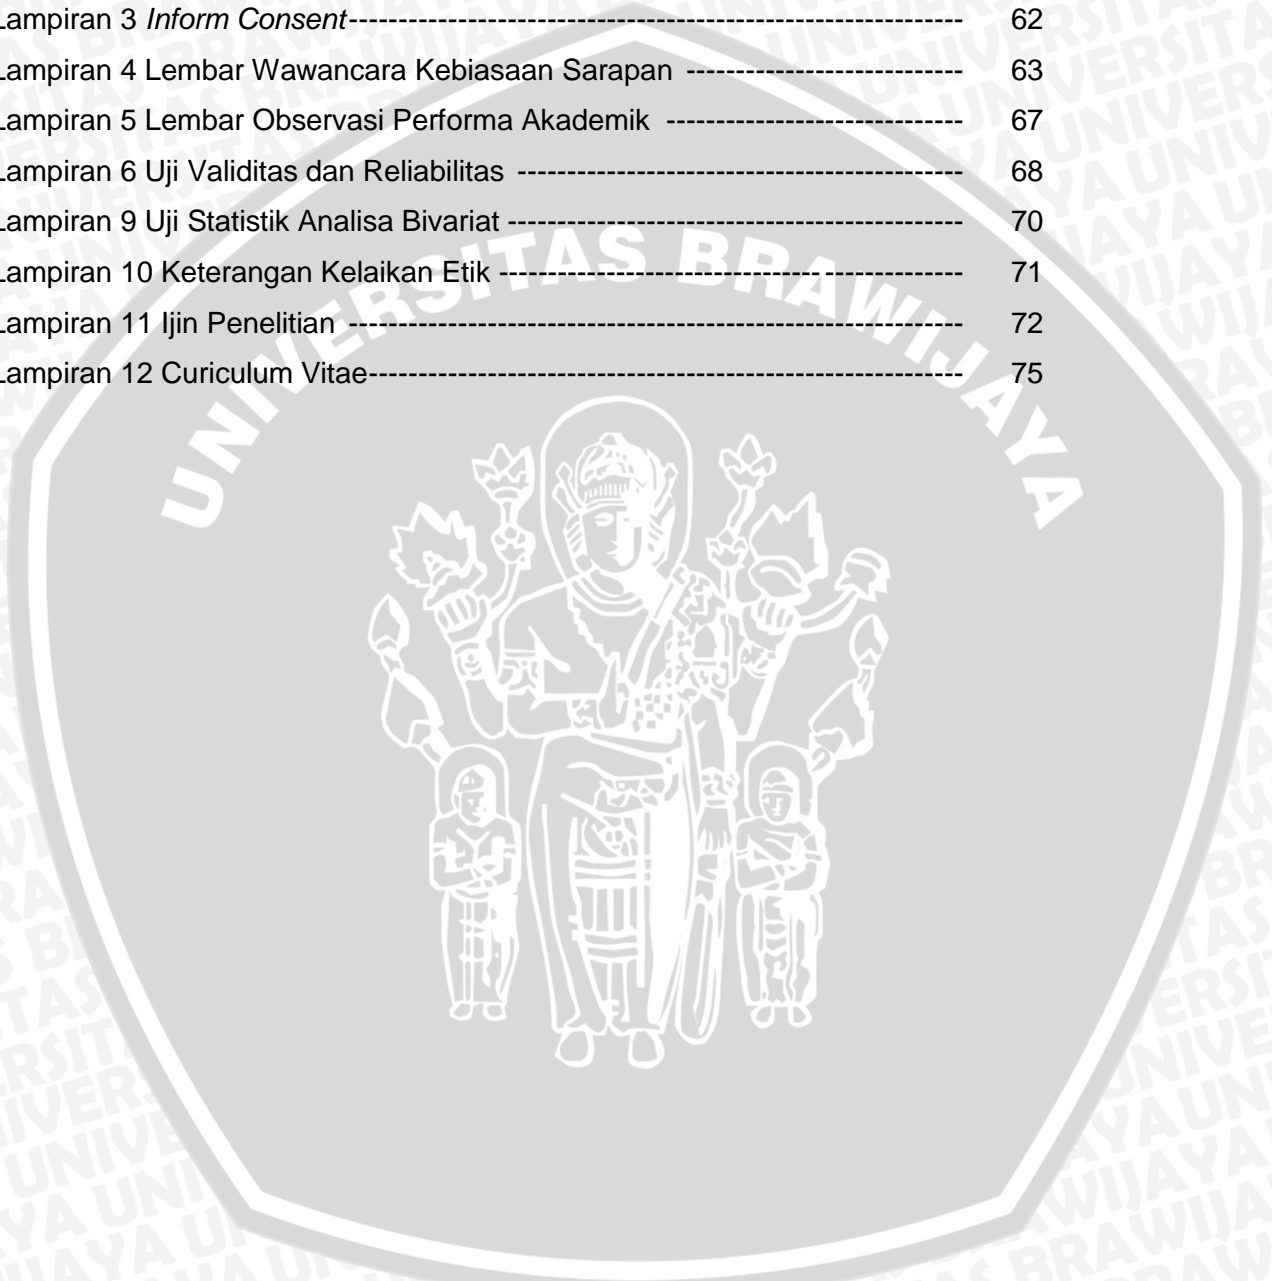 Lampiran 3 Inform Consent-------------------------------------------------------------- 62
Lampiran 4 Lembar Wawancara Kebiasaan Sarapan ---------------------------- 63
Lampiran 5 Lembar Observasi Performa Akademik ------------------------------ 67
Lampiran 6 Uji Validitas dan Reliabilitas --------------------------------------------- 68
Lampiran 9 Uji Statistik Analisa Bivariat ---------------------------------------------- 70
Lampiran 10 Keterangan Kelaikan Etik -------------------------------- -------------- 71
Lampiran 11 Ijin Penelitian -------------------------------------------------------------- 72
Lampiran 12 Curiculum Vitae------------------------------------------------------------ 75
UNIVERSITAS BRAWIJAYA